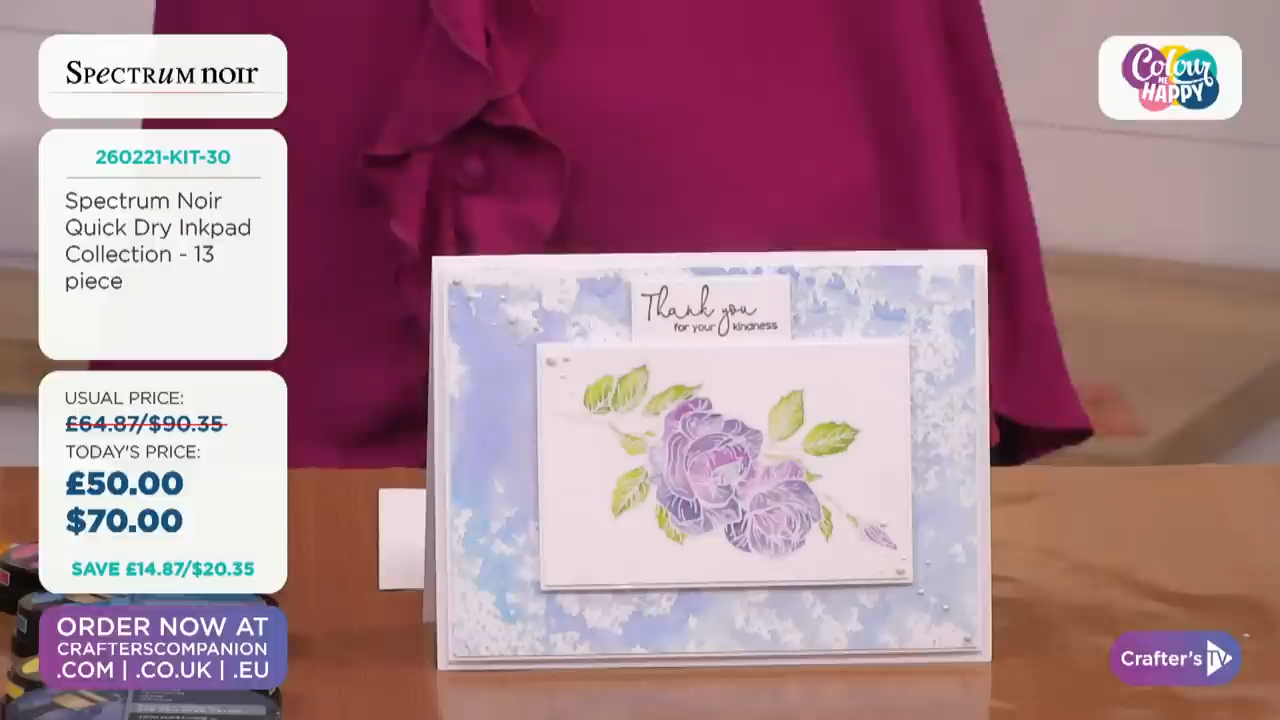 SPECTRUM NOIR
260221-KIT-30
Spectrum Noir
Quick Dry Inkpad
Collection - 13
piece
USUAL PRICE:
£64.87/$90.35
TODAY'S PRICE:
£50.00
$70.00
SAVE £14.87/$20.35
ORDER NOW AT
CRAFTERSCOMPANION
.COM | .CO.UK | .EU
Colour
ME
HAPPY
Thank you
for your kindness
Crafter's TV